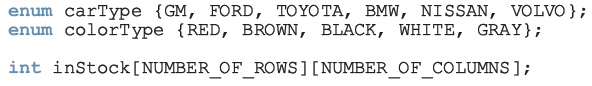 enum carType {GM, FORD, TOYOTA, BMW, NISSAN, VOLVO};
enum colorType {RED, BROWN, BLACK, WHITE, GRAY};
int inStock[NUMBER_OF_ROWS][NUMBER_OF_COLUMNS];